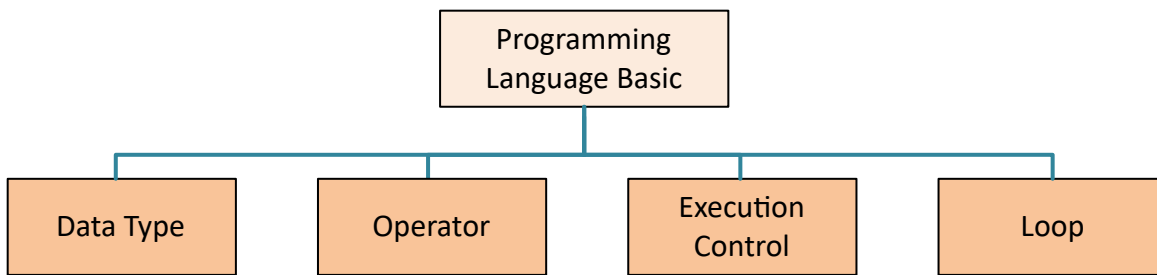 Programming
Language Basic
Data Type
Operator
Execution
Control
Loop